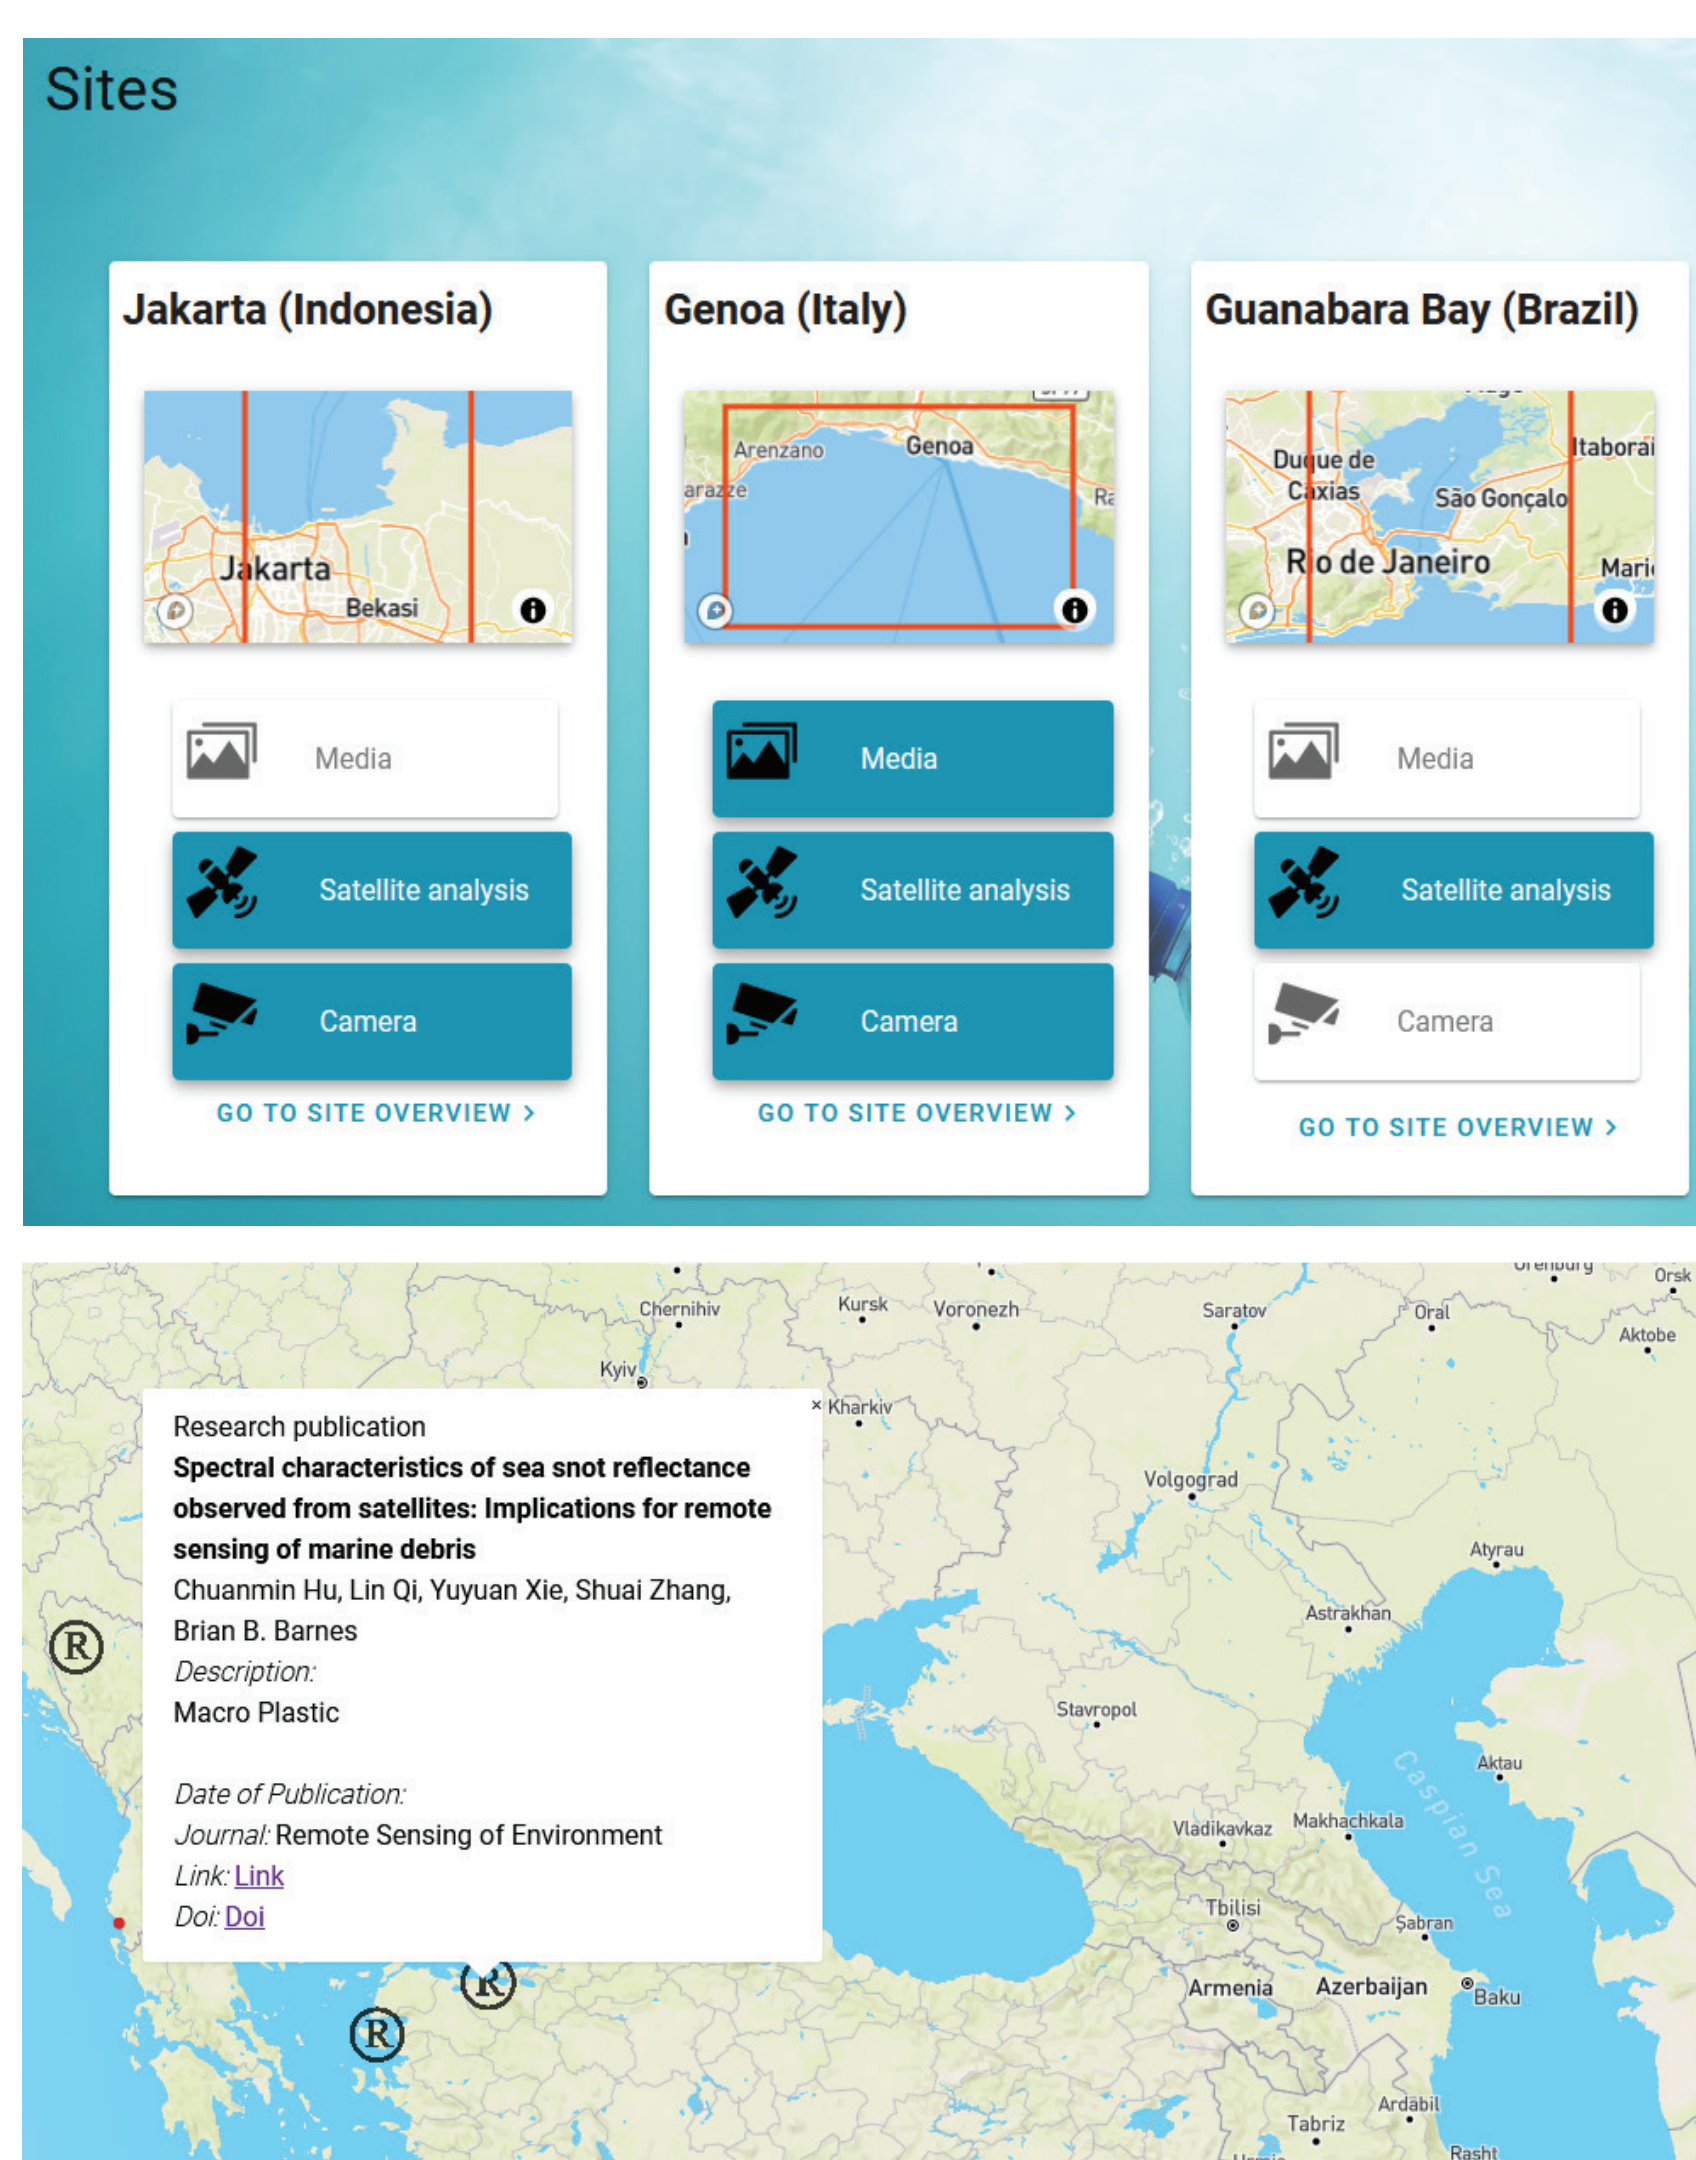 Sites
Jakarta (Indonesia)
Jakarta
Bekasi
Media
Satellite analysis
Camera
GO TO SITE OVERVIEW >
Genoa (Italy)
Arenzano
Genoa
arazze
Ra
Media
Satellite analysis
Camera
GO TO SITE OVERVIEW >
Guanabara Bay (Brazil)
Duque de
Caxias
Itaborai
São Gonçalo
Rio de Janeiro
Mari
Media
Satellite analysis
Camera
GO TO SITE OVERVIEW >
Orenburg
Orsk
Chernihiv
Kursk
Voronezh
Saratov
Oral
Aktobe
Kyiv
Kharkiv
Research publication
Spectral characteristics of sea snot reflectance
observed from satellites: Implications for remote
sensing of marine debris
Chuanmin Hu, Lin Qi, Yuyuan Xie, Shuai Zhang,
Brian B. Barnes
Description:
Macro Plastic
Date of Publication:
Journal: Remote Sensing of Environment
Link: Link
Doi: Doi
×
Volgograd
Atyrau
Astrakhan
Stavropol
Aktau
Caspian Sea
Vladikavkaz
Makhachkala
Tbilisi
Şabran
Armenia
Azerbaijan
Baku
Ardabil
Tabriz
Rasht
R
R
R